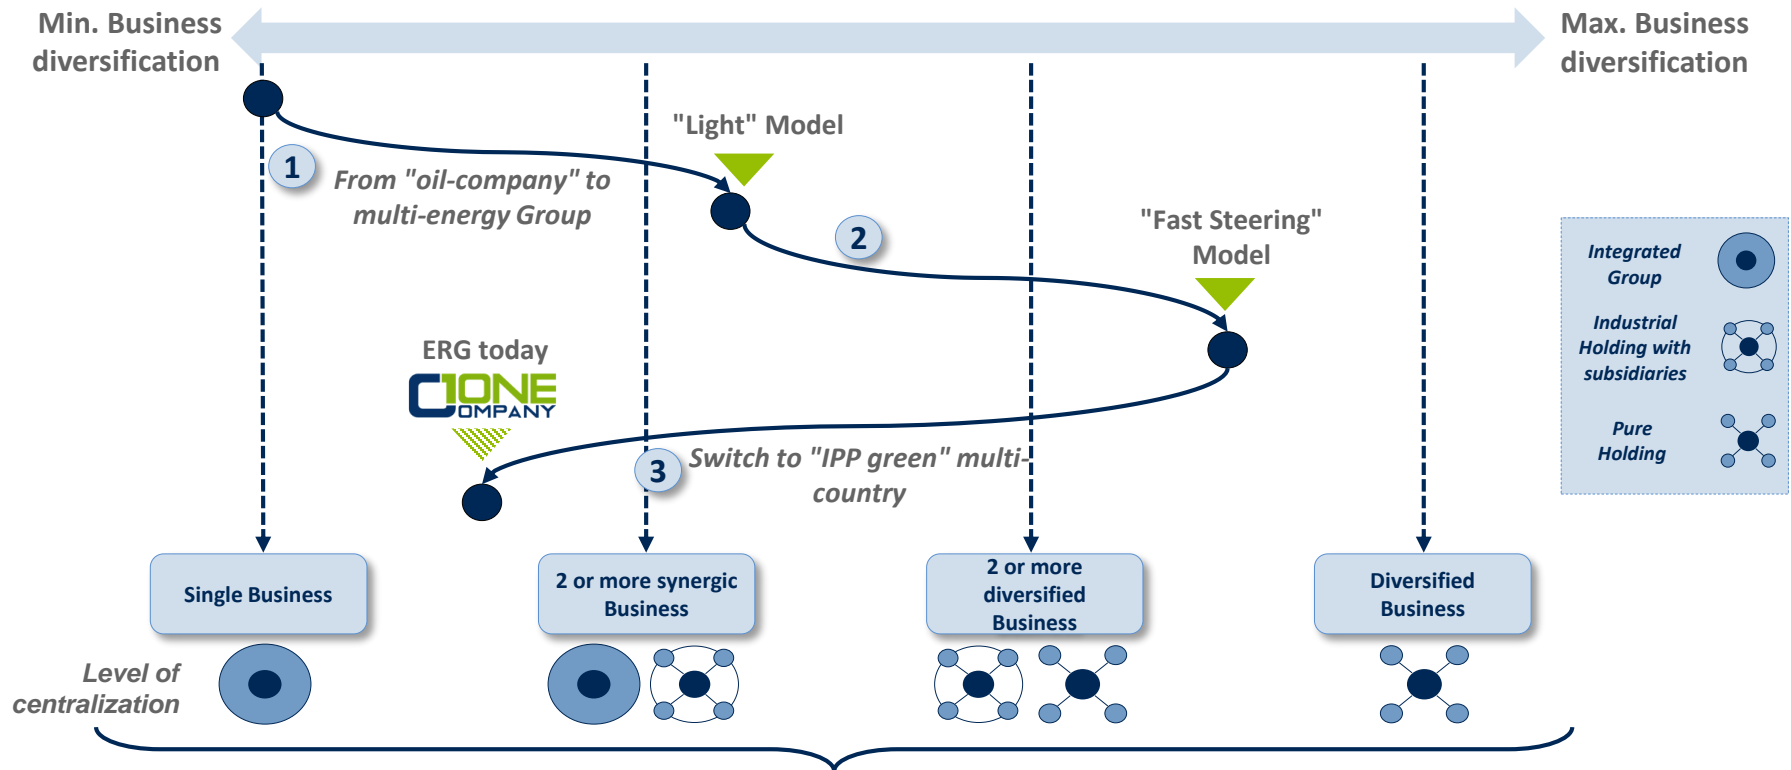 Min. Business
diversification
Max. Business
diversification
"Light" Model
1
From "oil-company" to
multi-energy Group
2
"Fast Steering"
Model
Integrated
Group
Industrial
Holding with
subsidiaries
Pure
Holding
ERG today
ONE
COMPANY
3
Switch to "IPP green" multi-
country
Single Business
2 or more synergic
Business
2 or more
diversified
Business
Diversified
Business
Level of
centralization